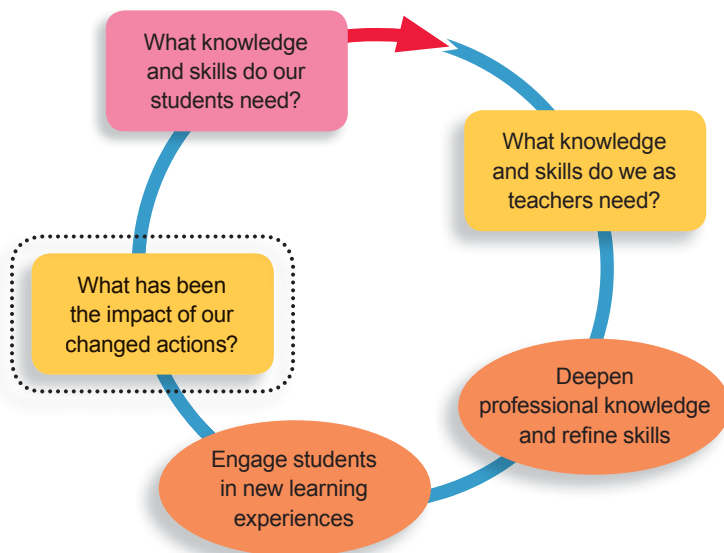 What knowledge
and skills do our
students need?
What knowledge
and skills do we as
teachers need?
Deepen
professional knowledge
and refine skills
Engage students
in new learning
experiences
What has been
the impact of our
changed actions?